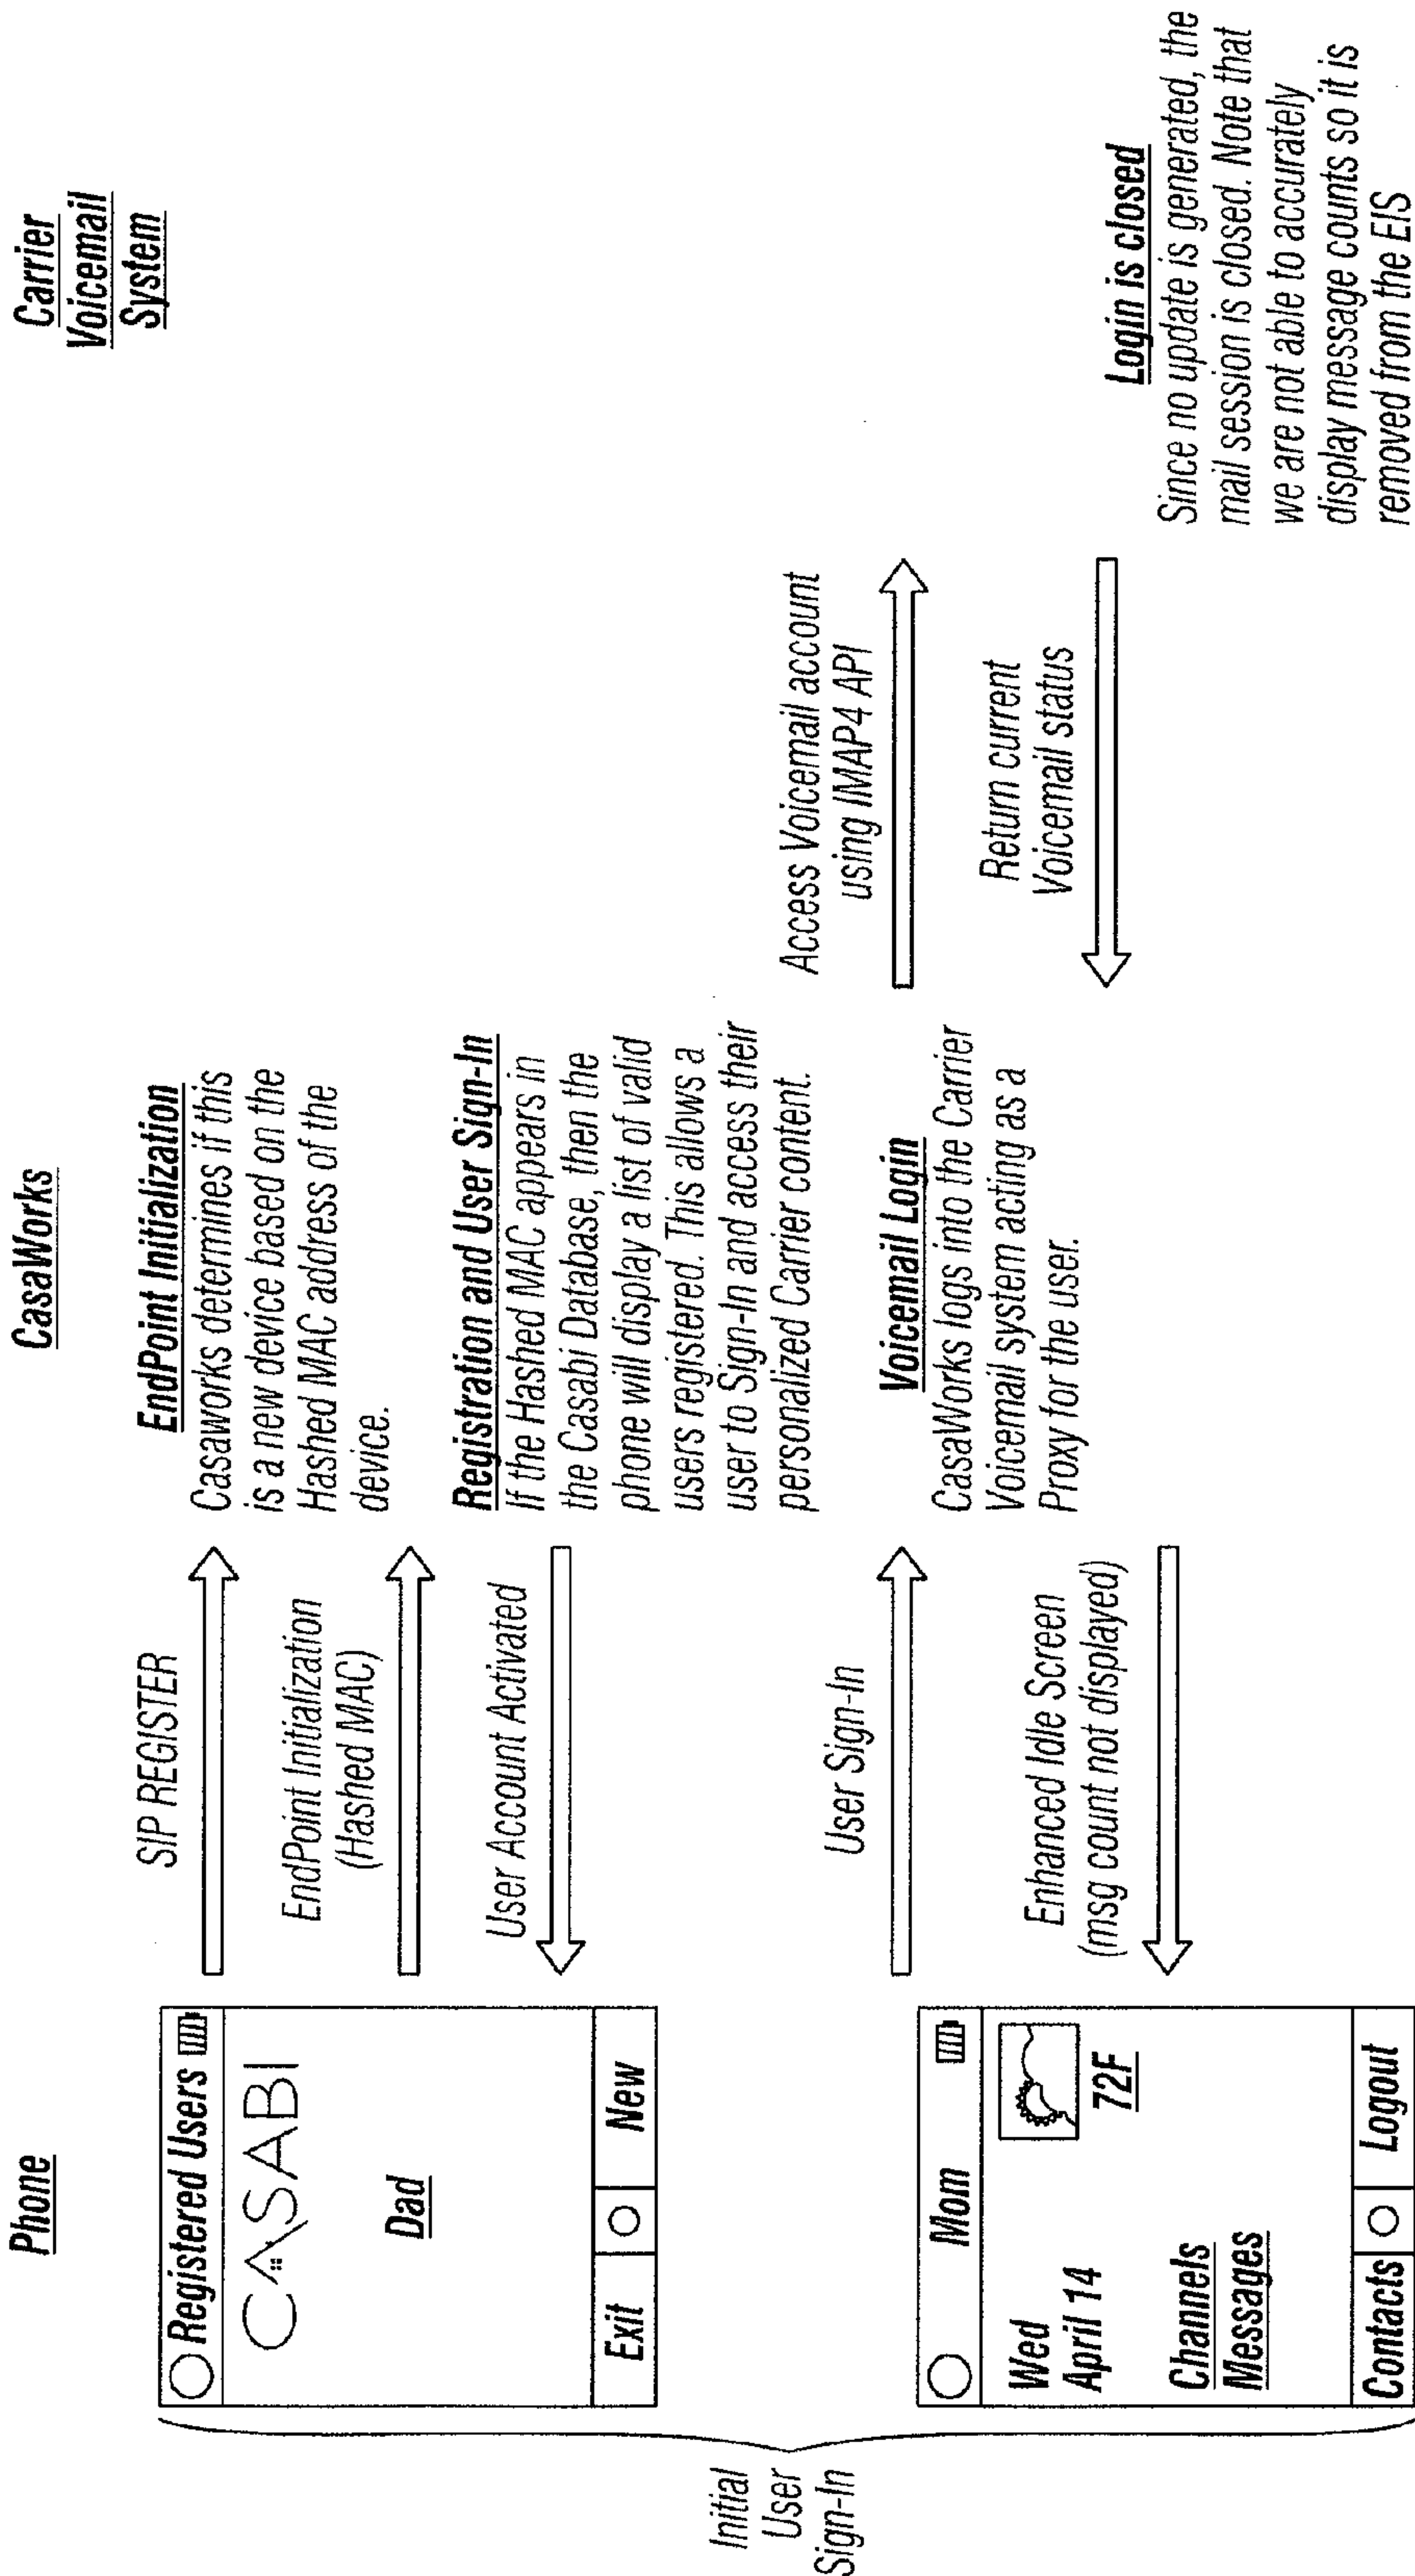 Phone
CasaWorks
Carrier
Voicemail
System
Initial
User
Sign-In
Registered Users
CASABI
Dad
Exit
New
SIP REGISTER
EndPoint Initialization
(Hashed MAC)
User Account Activated
EndPoint Initialization
Casaworks determines if this
is a new device based on the
Hashed MAC address of the
device.
Registration and User Sign-In
If the Hashed MAC appears in
the Casabi Database, then the
phone will display a list of valid
users registered. This allows a
user to Sign-In and access their
personalized Carrier content.
Mom
Wed
April 14
72F
Channels
Messages
Contacts
Logout
User Sign-In
Enhanced Idle Screen
(msg count not displayed)
Voicemail Login
CasaWorks logs into the Carrier
Voicemail system acting as a
Proxy for the user.
Access Voicemail account
using IMAP4 API
Return current
Voicemail status
Login is closed
Since no update is generated, the
mail session is closed. Note that
we are not able to accurately
display message counts so it is
removed from the EIS